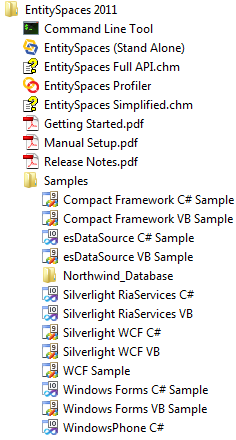 EntitySpaces 2011
Command Line Tool
EntitySpaces (Stand Alone)
EntitySpaces Full API.chm
EntitySpaces Profiler
EntitySpaces Simplified.chm
Getting Started.pdf
Manual Setup.pdf
Release Notes.pdf
Samples
Compact Framework C# Sample
Compact Framework VB Sample
esDataSource C# Sample
esDataSource VB Sample
Northwind_Database
Silverlight RiaServices C#
Silverlight RiaServices VB
Silverlight WCF C#
Silverlight WCF VB
WCF Sample
Windows Forms C# Sample
Windows Forms VB Sample
WindowsPhone C#